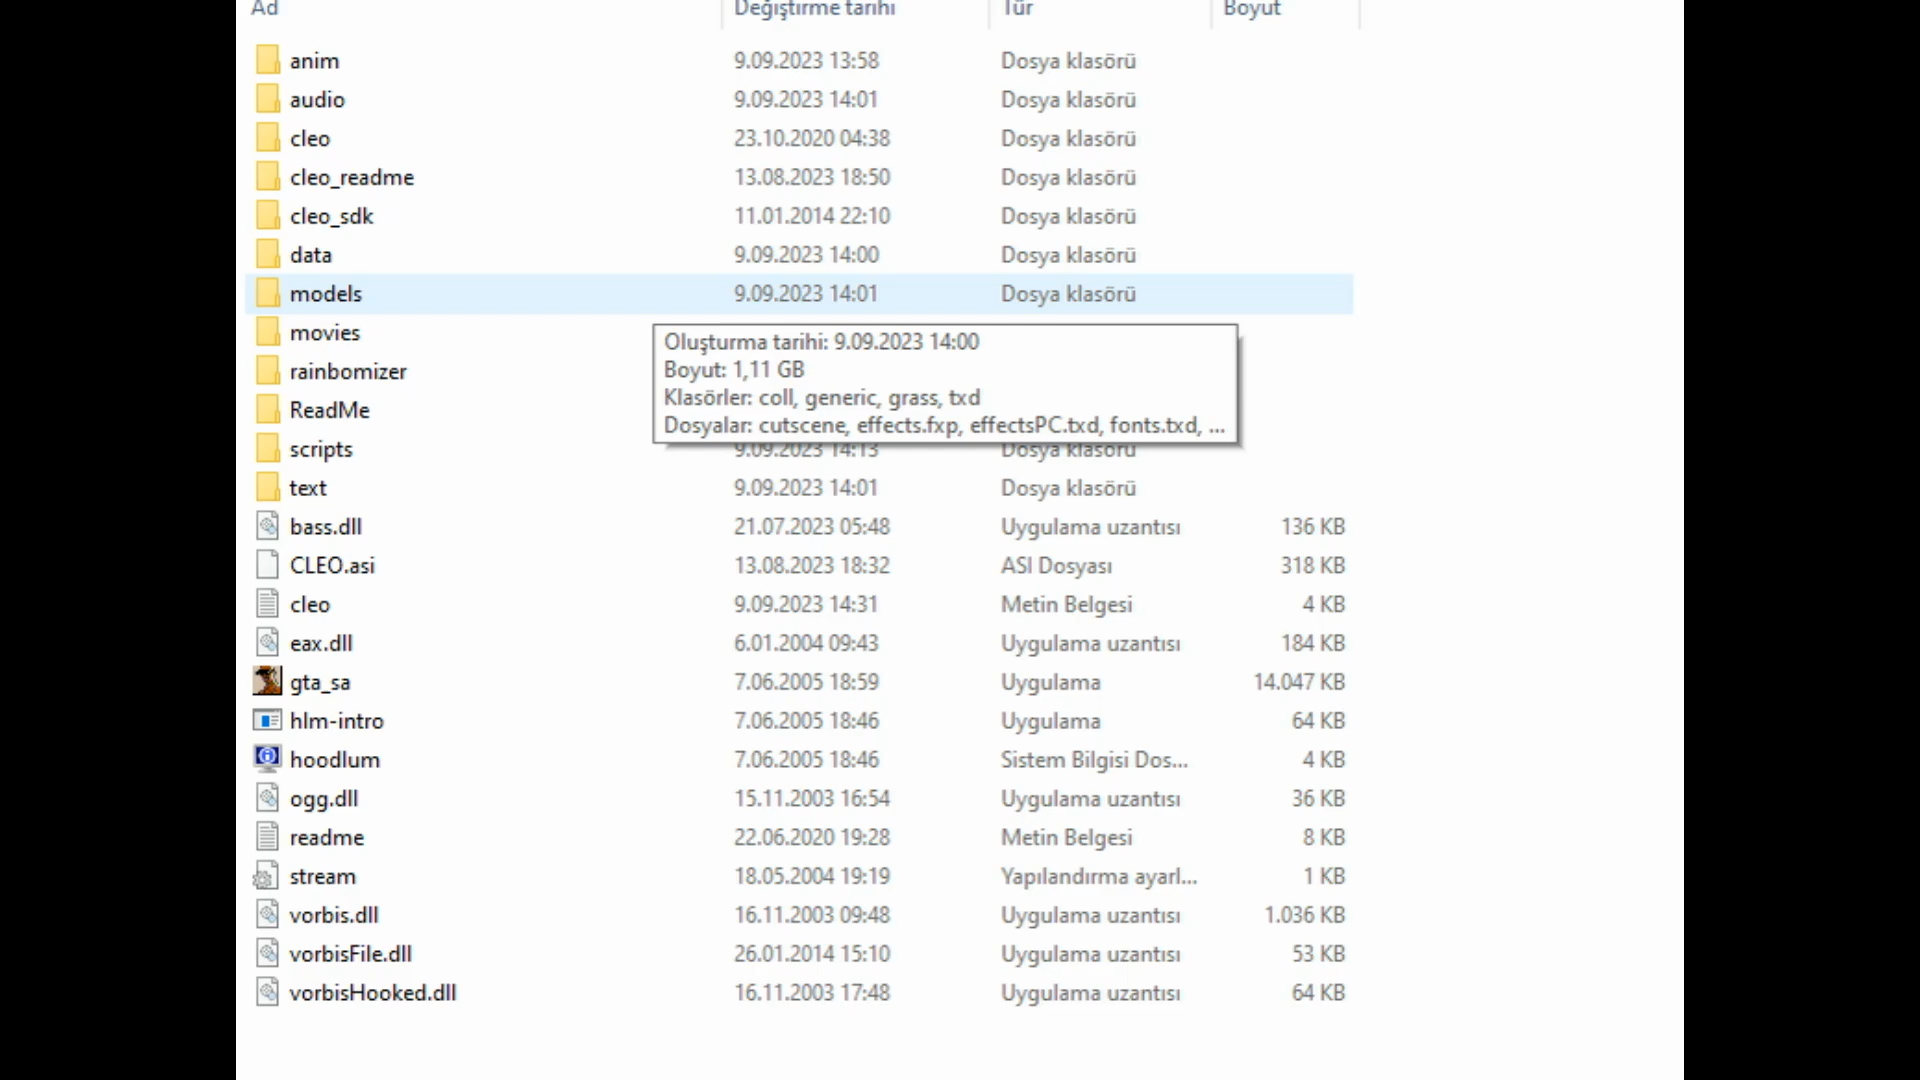 Ad Değiştirme tarihi Tür Boyut
anim 9.09.2023 13:58 Dosya klasörü
audio 9.09.2023 14:01 Dosya klasörü
cleo 23.10.2020 04:38 Dosya klasörü
cleo_readme 13.08.2023 18:50 Dosya klasörü
cleo_sdk 11.01.2014 22:10 Dosya klasörü
data 9.09.2023 14:00 Dosya klasörü
models 9.09.2023 14:01 Dosya klasörü
movies
Oluşturma tarihi: 9.09.2023 14:00
Boyut: 1,11 GB
Klasörler: coll, generic, grass, txd
Dosyalar: cutscene, effects.fxp, effectsPC.txd, fonts.txd, ...
rainbomizer
ReadMe
scripts 9.09.2023 14:13 Dosya klasörü
text 9.09.2023 14:01 Dosya klasörü
bass.dll 21.07.2023 05:48 Uygulama uzantısı 136 KB
CLEO.asi 13.08.2023 18:32 ASI Dosyası 318 KB
cleo 9.09.2023 14:31 Metin Belgesi 4 KB
eax.dll 6.01.2004 09:43 Uygulama uzantısı 184 KB
gta_sa 7.06.2005 18:59 Uygulama 14.047 KB
hlm-intro 7.06.2005 18:46 Uygulama 64 KB
hoodlum 7.06.2005 18:46 Sistem Bilgisi Dos... 4 KB
ogg.dll 15.11.2003 16:54 Uygulama uzantısı 36 KB
readme 22.06.2020 19:28 Metin Belgesi 8 KB
stream 18.05.2004 19:19 Yapılandırma ayarl... 1 KB
vorbis.dll 16.11.2003 09:48 Uygulama uzantısı 1.036 KB
vorbisFile.dll 26.01.2014 15:10 Uygulama uzantısı 53 KB
vorbisHooked.dll 16.11.2003 17:48 Uygulama uzantısı 64 KB